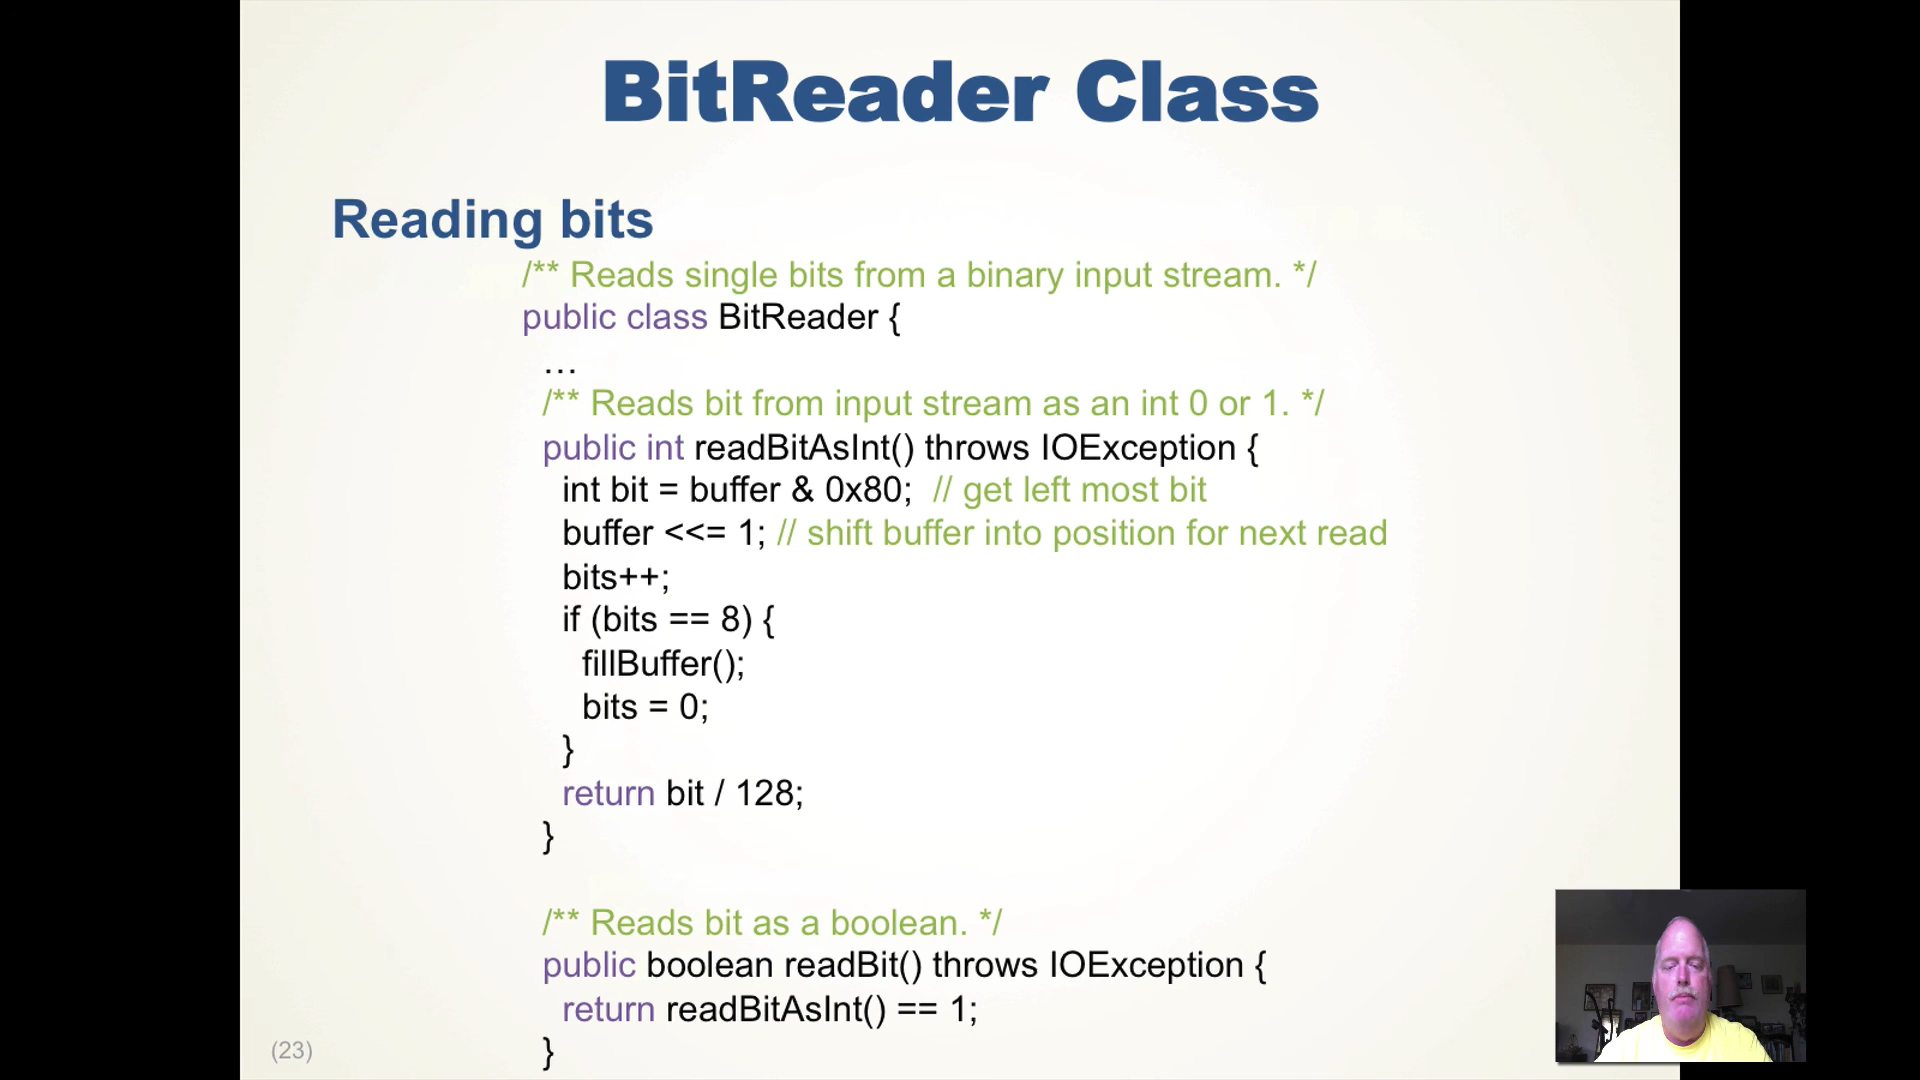 BitReader Class
Reading bits
/** Reads single bits from a binary input stream. */
public class BitReader {
…
/** Reads bit from input stream as an int 0 or 1. */
public int readBitAsInt() throws IOException {
int bit = buffer & 0x80;  // get left most bit
buffer <<= 1; // shift buffer into position for next read
bits++;
if (bits == 8) {
fillBuffer();
bits = 0;
}
return bit / 128;
}
/** Reads bit as a boolean. */
public boolean readBit() throws IOException {
return readBitAsInt() == 1;
}
(23)